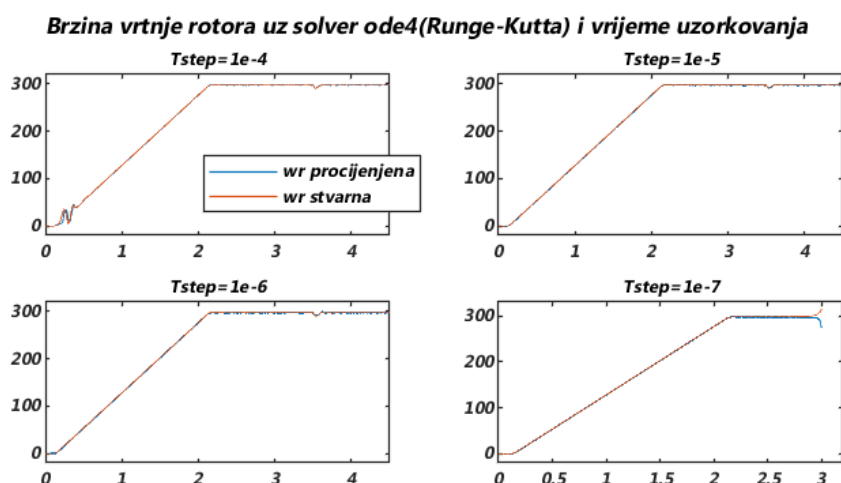 Brzina vrtnje rotora uz solver ode4(Runge-Kutta) i vrijeme uzorkovanja
Tstep=1e-4
300
200
100
0
0 1 2 3 4
wr procijenjena
wr stvarna
Tstep=1e-5
300
200
100
0
0 1 2 3 4
Tstep=1e-6
300
200
100
0
0 1 2 3 4
Tstep=1e-7
300
200
100
0
0 0.5 1 1.5 2 2.5 3